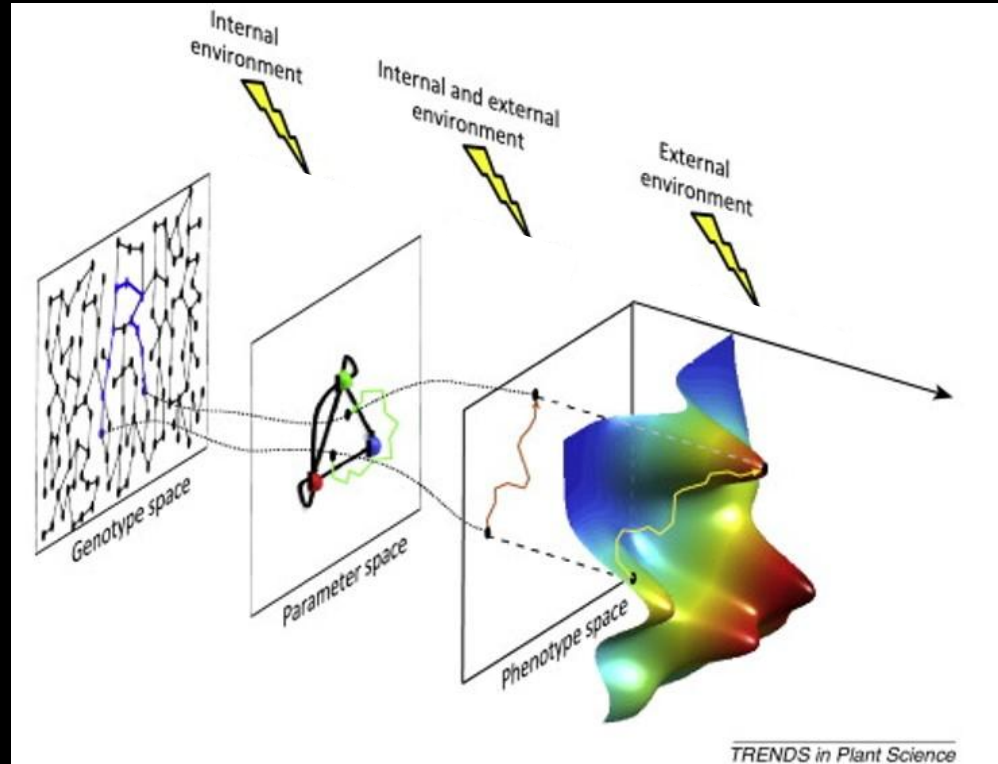 Internal
environment
Internal and external
environment
External
environment
Genotype space
Parameter space
Phenotype space
TRENDS in Plant Science